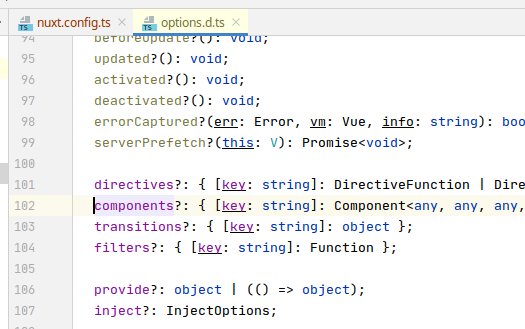 nuxt.config.ts options.d.ts
94 beforeUpdate?(): void;
95 updated?(): void;
96 activated?(): void;
97 deactivated?(): void;
98 errorCaptured?(err: Error, vm: Vue, info: string): boo
99 serverPrefetch?(this: V): Promise<void>;
100
101 directives?: { [key: string]: DirectiveFunction | Dire
102 components?: { [key: string]: Component<any, any, any,
103 transitions?: { [key: string]: object };
104 filters?: { [key: string]: Function };
105
106 provide?: object | (() => object);
107 inject?: InjectOptions;